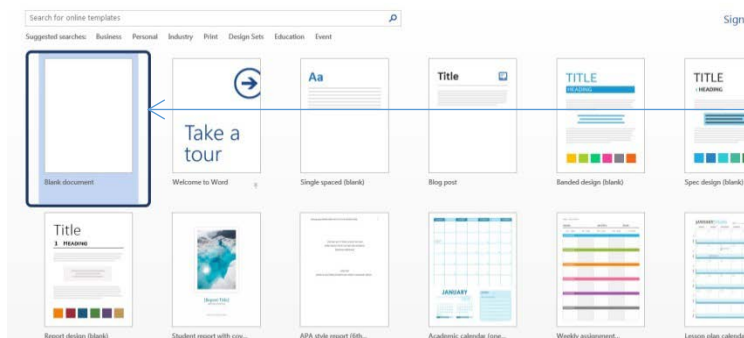 Search for online templates
Sign
Suggested searches: Business Personal Industry Print Design Sets Education Event
Take a
tour
Aa
Title
TITLE
HEADING
TITLE
HEADING
Blank document
Welcome to Word
Single spaced (blank)
Blog post
Banded design (blank)
Spec design (blank)
Title
1 HEADING
[Report Title]
JANUARY
JANUARY
Report design (blank)
Student report with cov...
APA style report (6th...
Academic calendar (one...
Weekly assignment...
Lesson plan calenda